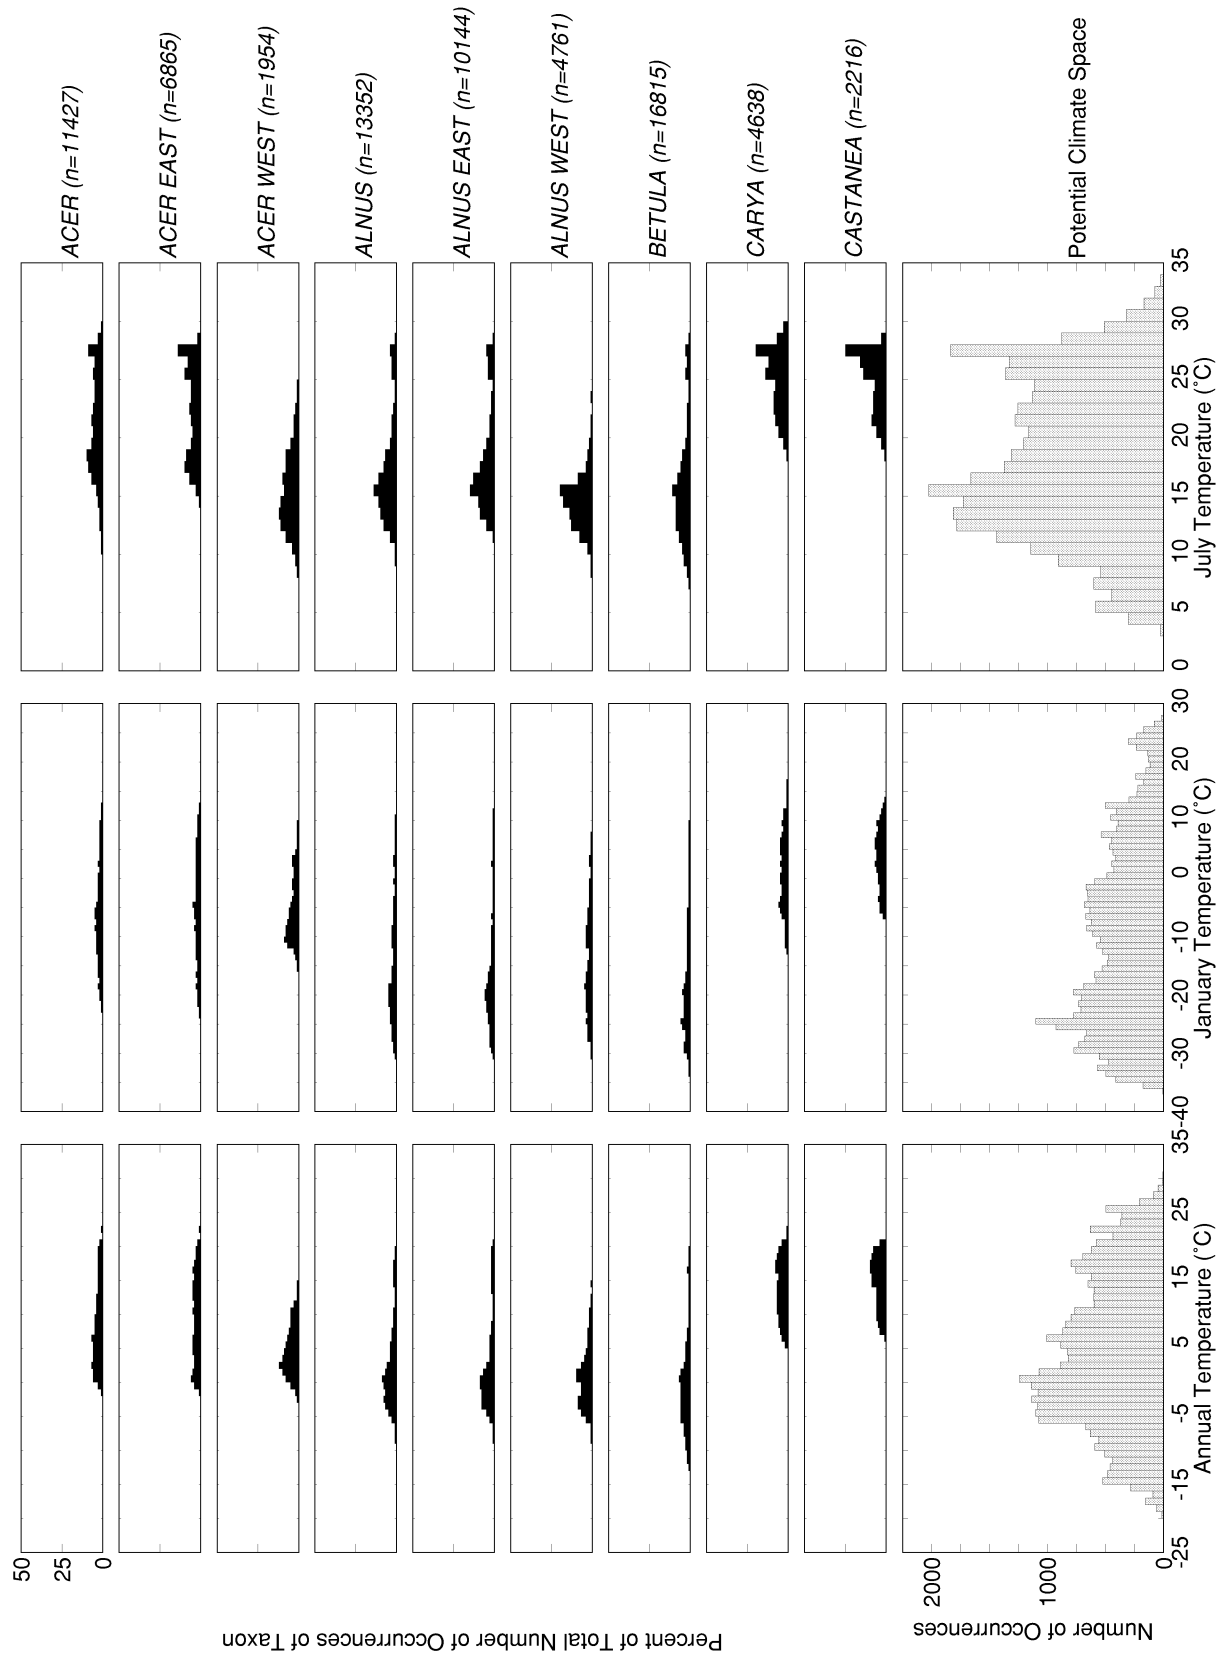 Percent of Total Number of Occurrences of Taxon
50
25
0
ACER (n=11427)
ACER EAST (n=6865)
ACER WEST (n=1954)
ALNUS (n=13352)
ALNUS EAST (n=10144)
ALNUS WEST (n=4761)
BETULA (n=16815)
CARYA (n=4638)
CASTANEA (n=2216)
Potential Climate Space
Number of Occurrences
2000
1000
0
-25 -15 -5 5 15 25 35
Annual Temperature (˚C)
-40 -30 -20 -10 0 10 20 30
January Temperature (˚C)
0 5 10 15 20 25 30 35
July Temperature (˚C)